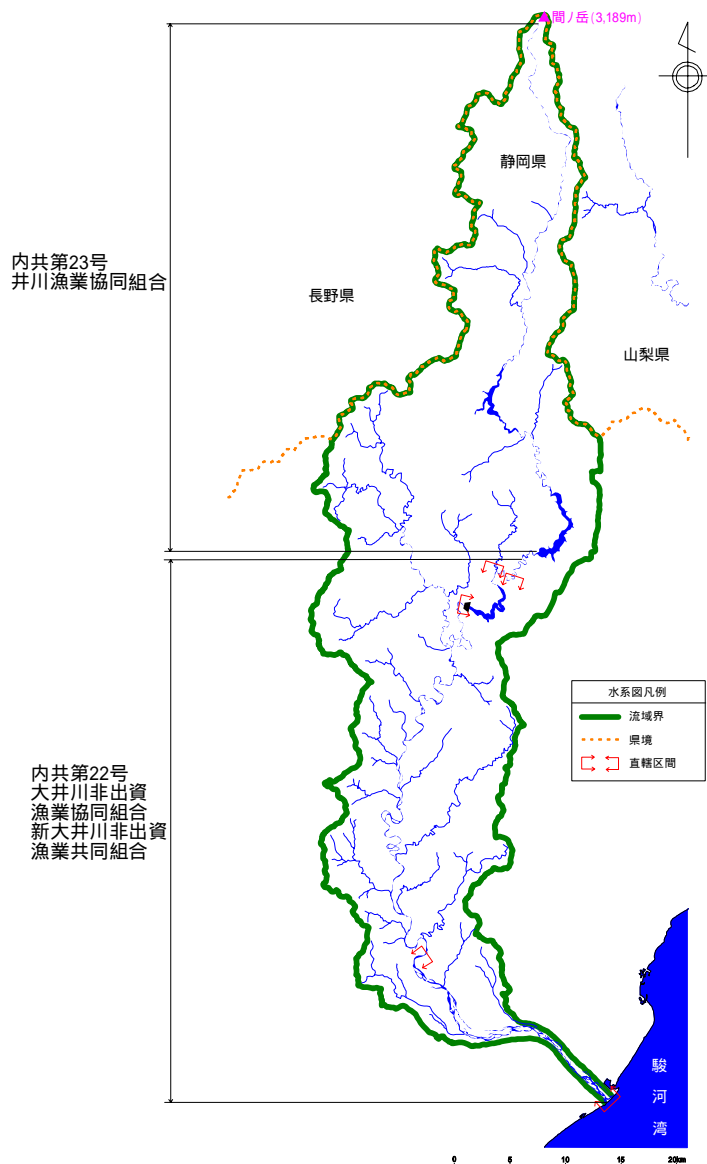 間ノ岳(3,189m)
静岡県
内共第23号
井川漁業協同組合
長野県
山梨県
水系図凡例
流域界
県境
直轄区間
内共第22号
大井川非出資
漁業協同組合
新大井川非出資
漁業共同組合
駿河湾
0 5 10 15 20km